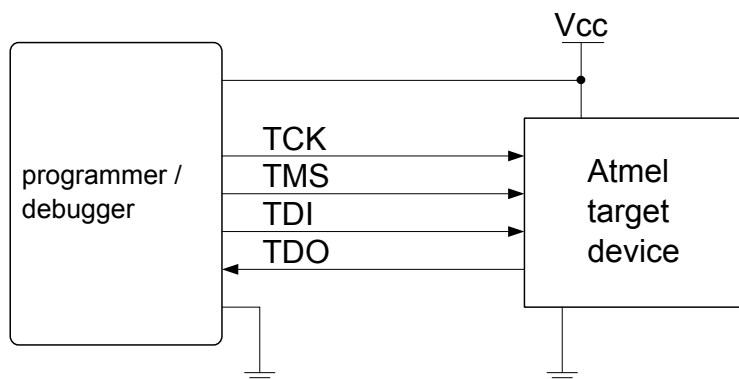 Vcc
TCK
TMS
TDI
TDO
programmer /
debugger
Atmel
target
device